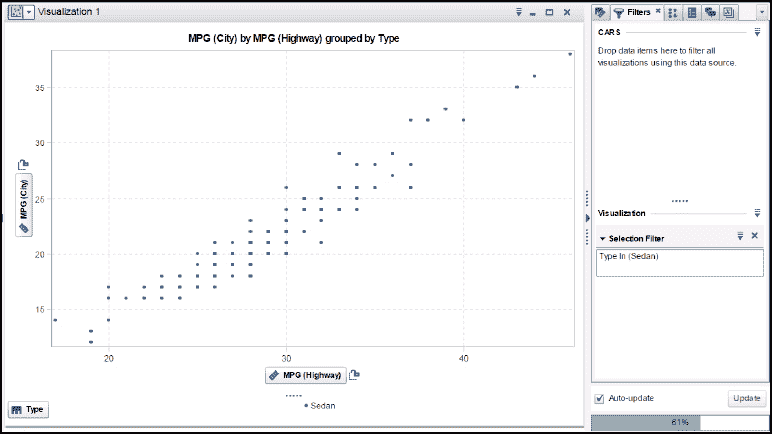 Visualization 1
MPG (City) by MPG (Highway) grouped by Type
35
30
25
20
15
MPG (City)
20
30
40
MPG (Highway)
Sedan
Type
Filters
CARS
Drop data items here to filter all
visualizations using this data source.
Visualization
Selection Filter
Type In (Sedan)
Auto-update
Update
61%